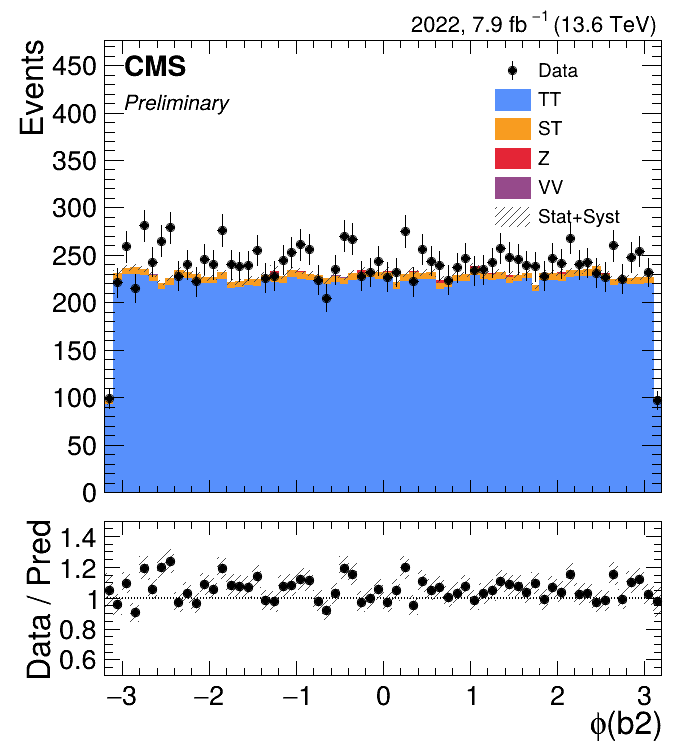 2022, 7.9 fb⁻¹ (13.6 TeV)
Events
CMS
Preliminary
Data
TT
ST
Z
VV
Stat+Syst
450
400
350
300
250
200
150
100
50
0
Data / Pred
1.4
1.2
1
0.8
0.6
−3 −2 −1 0 1 2 3
ϕ(b2)